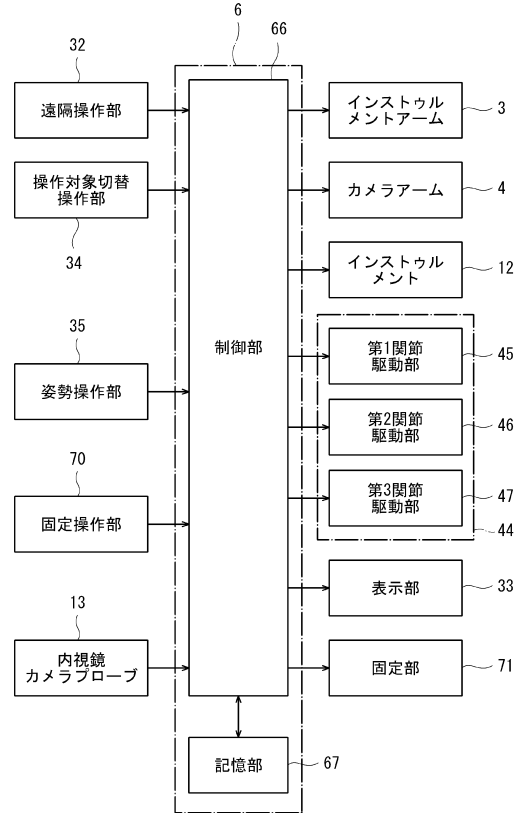 6
66
32
遠隔操作部
インストゥル
メントアーム
3
操作対象切替
操作部
34
カメラアーム
4
インストゥル
メント
12
制御部
第1関節
駆動部
45
35
姿勢操作部
第2関節
駆動部
46
70
固定操作部
第3関節
駆動部
47
44
表示部
33
13
内視鏡
カメラプローブ
固定部
71
記憶部
67